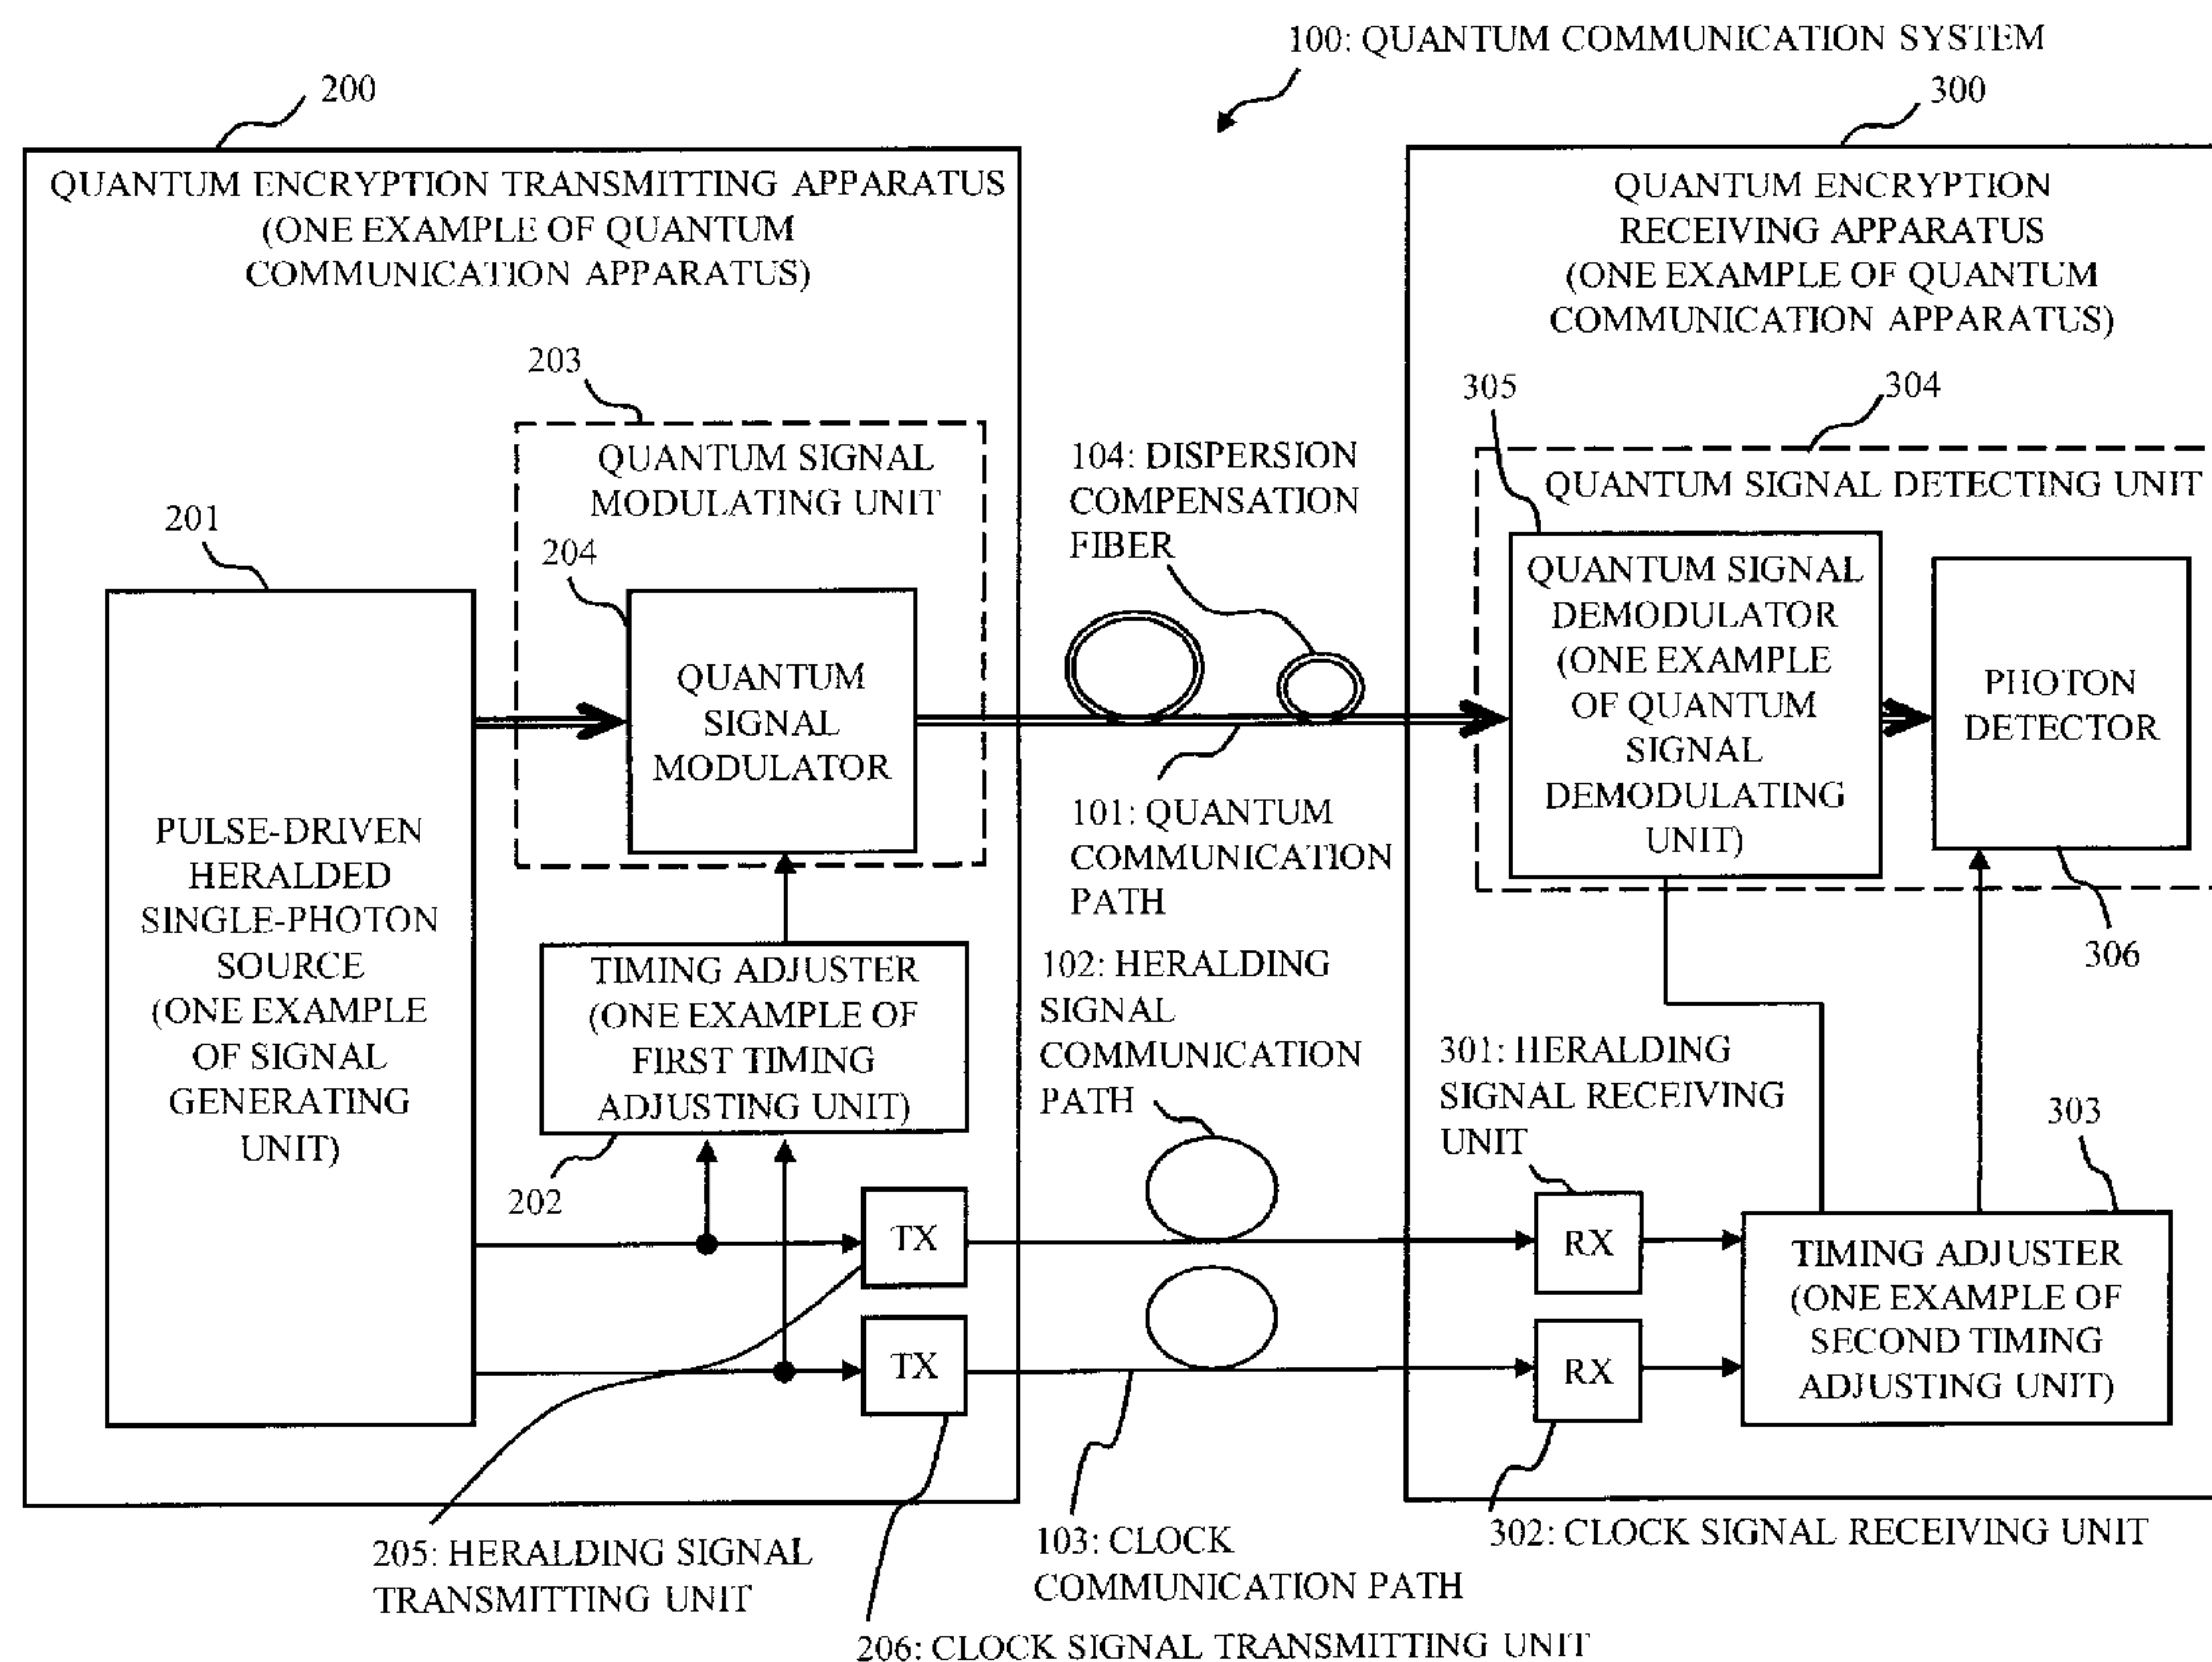 100: QUANTUM COMMUNICATION SYSTEM
200
300
QUANTUM ENCRYPTION TRANSMITTING APPARATUS
(ONE EXAMPLE OF QUANTUM
COMMUNICATION APPARATUS)
QUANTUM ENCRYPTION
RECEIVING APPARATUS
(ONE EXAMPLE OF QUANTUM
COMMUNICATION APPARATUS)
203
QUANTUM SIGNAL
MODULATING UNIT
201
204
QUANTUM
SIGNAL
MODULATOR
PULSE-DRIVEN
HERALDED
SINGLE-PHOTON
SOURCE
(ONE EXAMPLE
OF SIGNAL
GENERATING
UNIT)
TIMING ADJUSTER
(ONE EXAMPLE OF
FIRST TIMING
ADJUSTING UNIT)
202
TX
TX
205: HERALDING SIGNAL
TRANSMITTING UNIT
206: CLOCK SIGNAL TRANSMITTING UNIT
104: DISPERSION
COMPENSATION
FIBER
101: QUANTUM
COMMUNICATION
PATH
102: HERALDING
SIGNAL
COMMUNICATION
PATH
103: CLOCK
COMMUNICATION PATH
305
304
QUANTUM SIGNAL DETECTING UNIT
QUANTUM SIGNAL
DEMODULATOR
(ONE EXAMPLE
OF QUANTUM
SIGNAL
DEMODULATING
UNIT)
PHOTON
DETECTOR
306
301: HERALDING
SIGNAL RECEIVING
UNIT
303
RX
RX
TIMING ADJUSTER
(ONE EXAMPLE OF
SECOND TIMING
ADJUSTING UNIT)
302: CLOCK SIGNAL RECEIVING UNIT